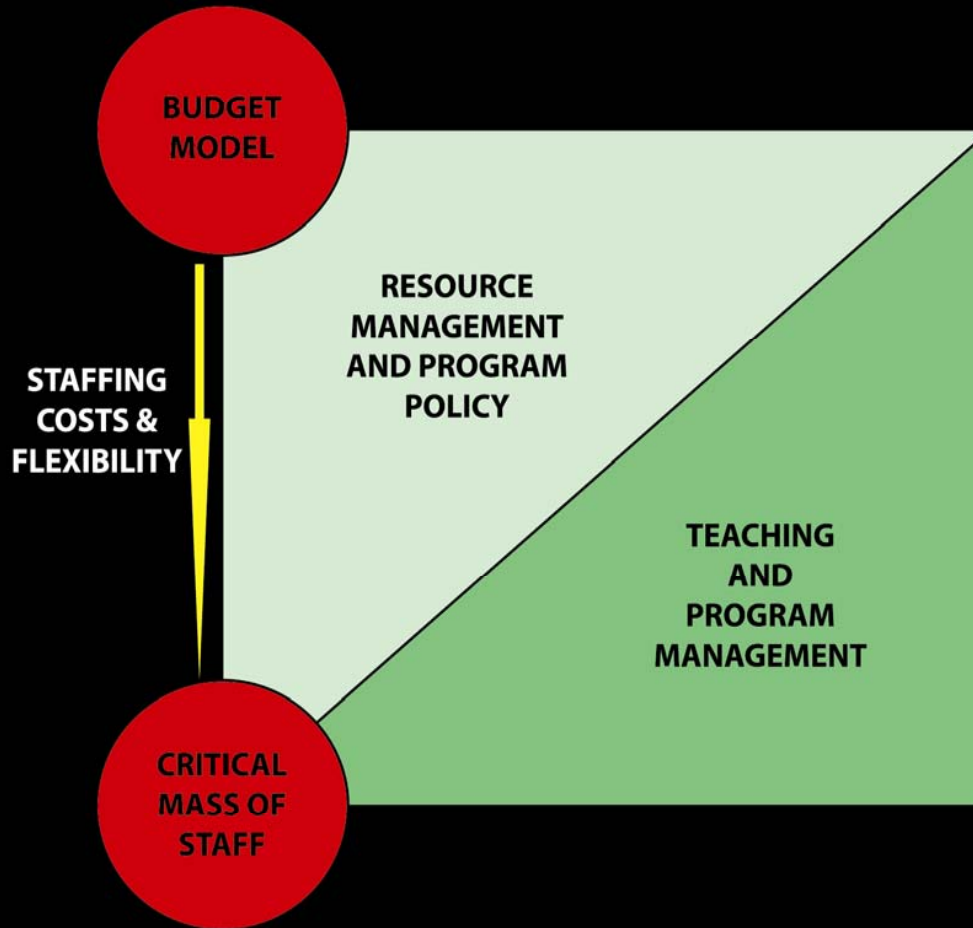 BUDGET
MODEL
RESOURCE
MANAGEMENT
AND PROGRAM
POLICY
STAFFING
COSTS &
FLEXIBILITY
TEACHING
AND
PROGRAM
MANAGEMENT
CRITICAL
MASS OF
STAFF